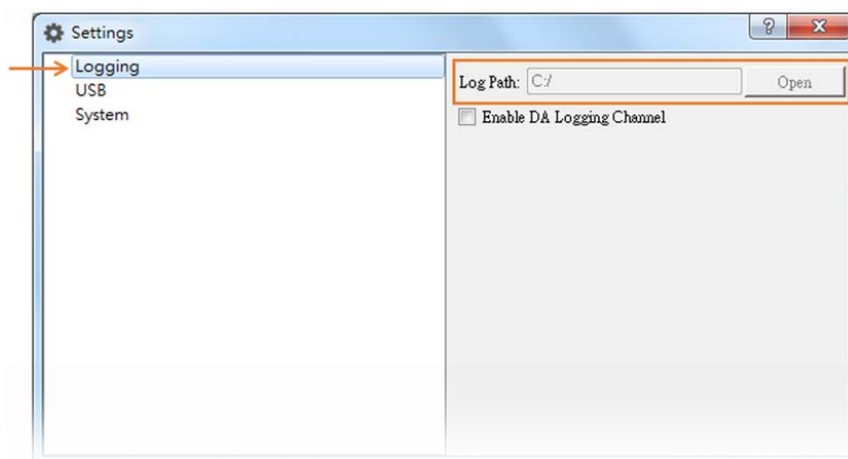 Settings
Logging
USB
System
Log Path: C:/ Open
Enable DA Logging Channel